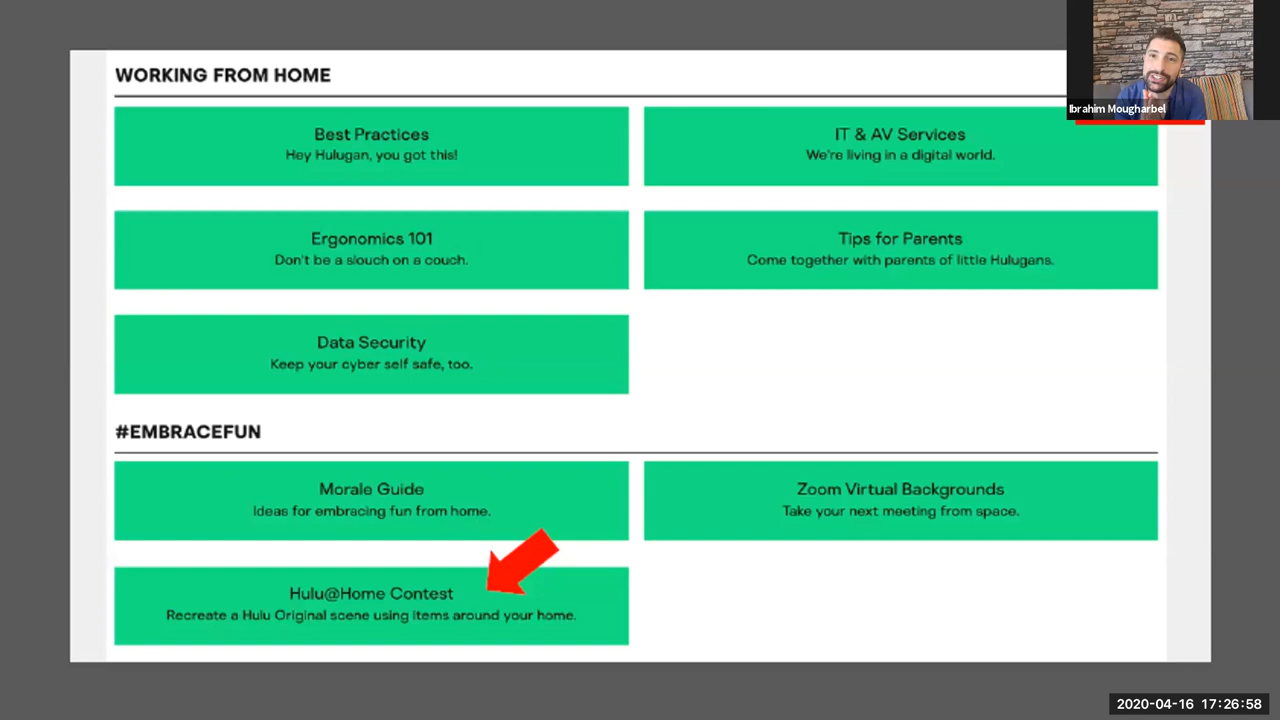 WORKING FROM HOME
Ibrahim Mougharbel
Best Practices
Hey Hulugan, you got this!
IT & AV Services
We're living in a digital world.
Ergonomics 101
Don't be a slouch on a couch.
Tips for Parents
Come together with parents of little Hulugans.
Data Security
Keep your cyber self safe, too.
#EMBRACEFUN
Morale Guide
Ideas for embracing fun from home.
Zoom Virtual Backgrounds
Take your next meeting from space.
Hulu@Home Contest
Recreate a Hulu Original scene using items around your home.
2020-04-16 17:26:58